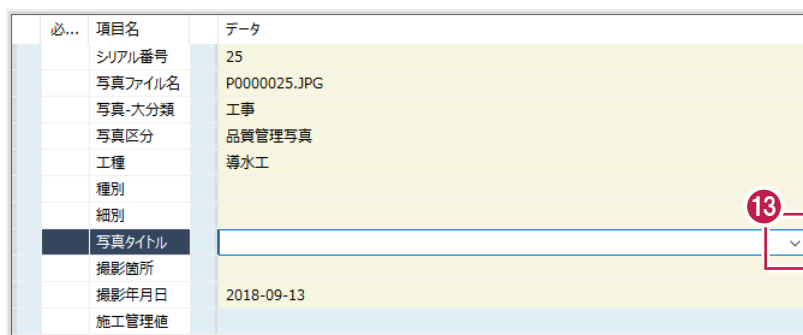 必... 項目名 データ
シリアル番号 25
写真ファイル名 P0000025.JPG
写真-大分類 工事
写真区分 品質管理写真
工種 導水工
種別
細別
⑬
写真タイトル
撮影箇所
撮影年月日 2018-09-13
施工管理値